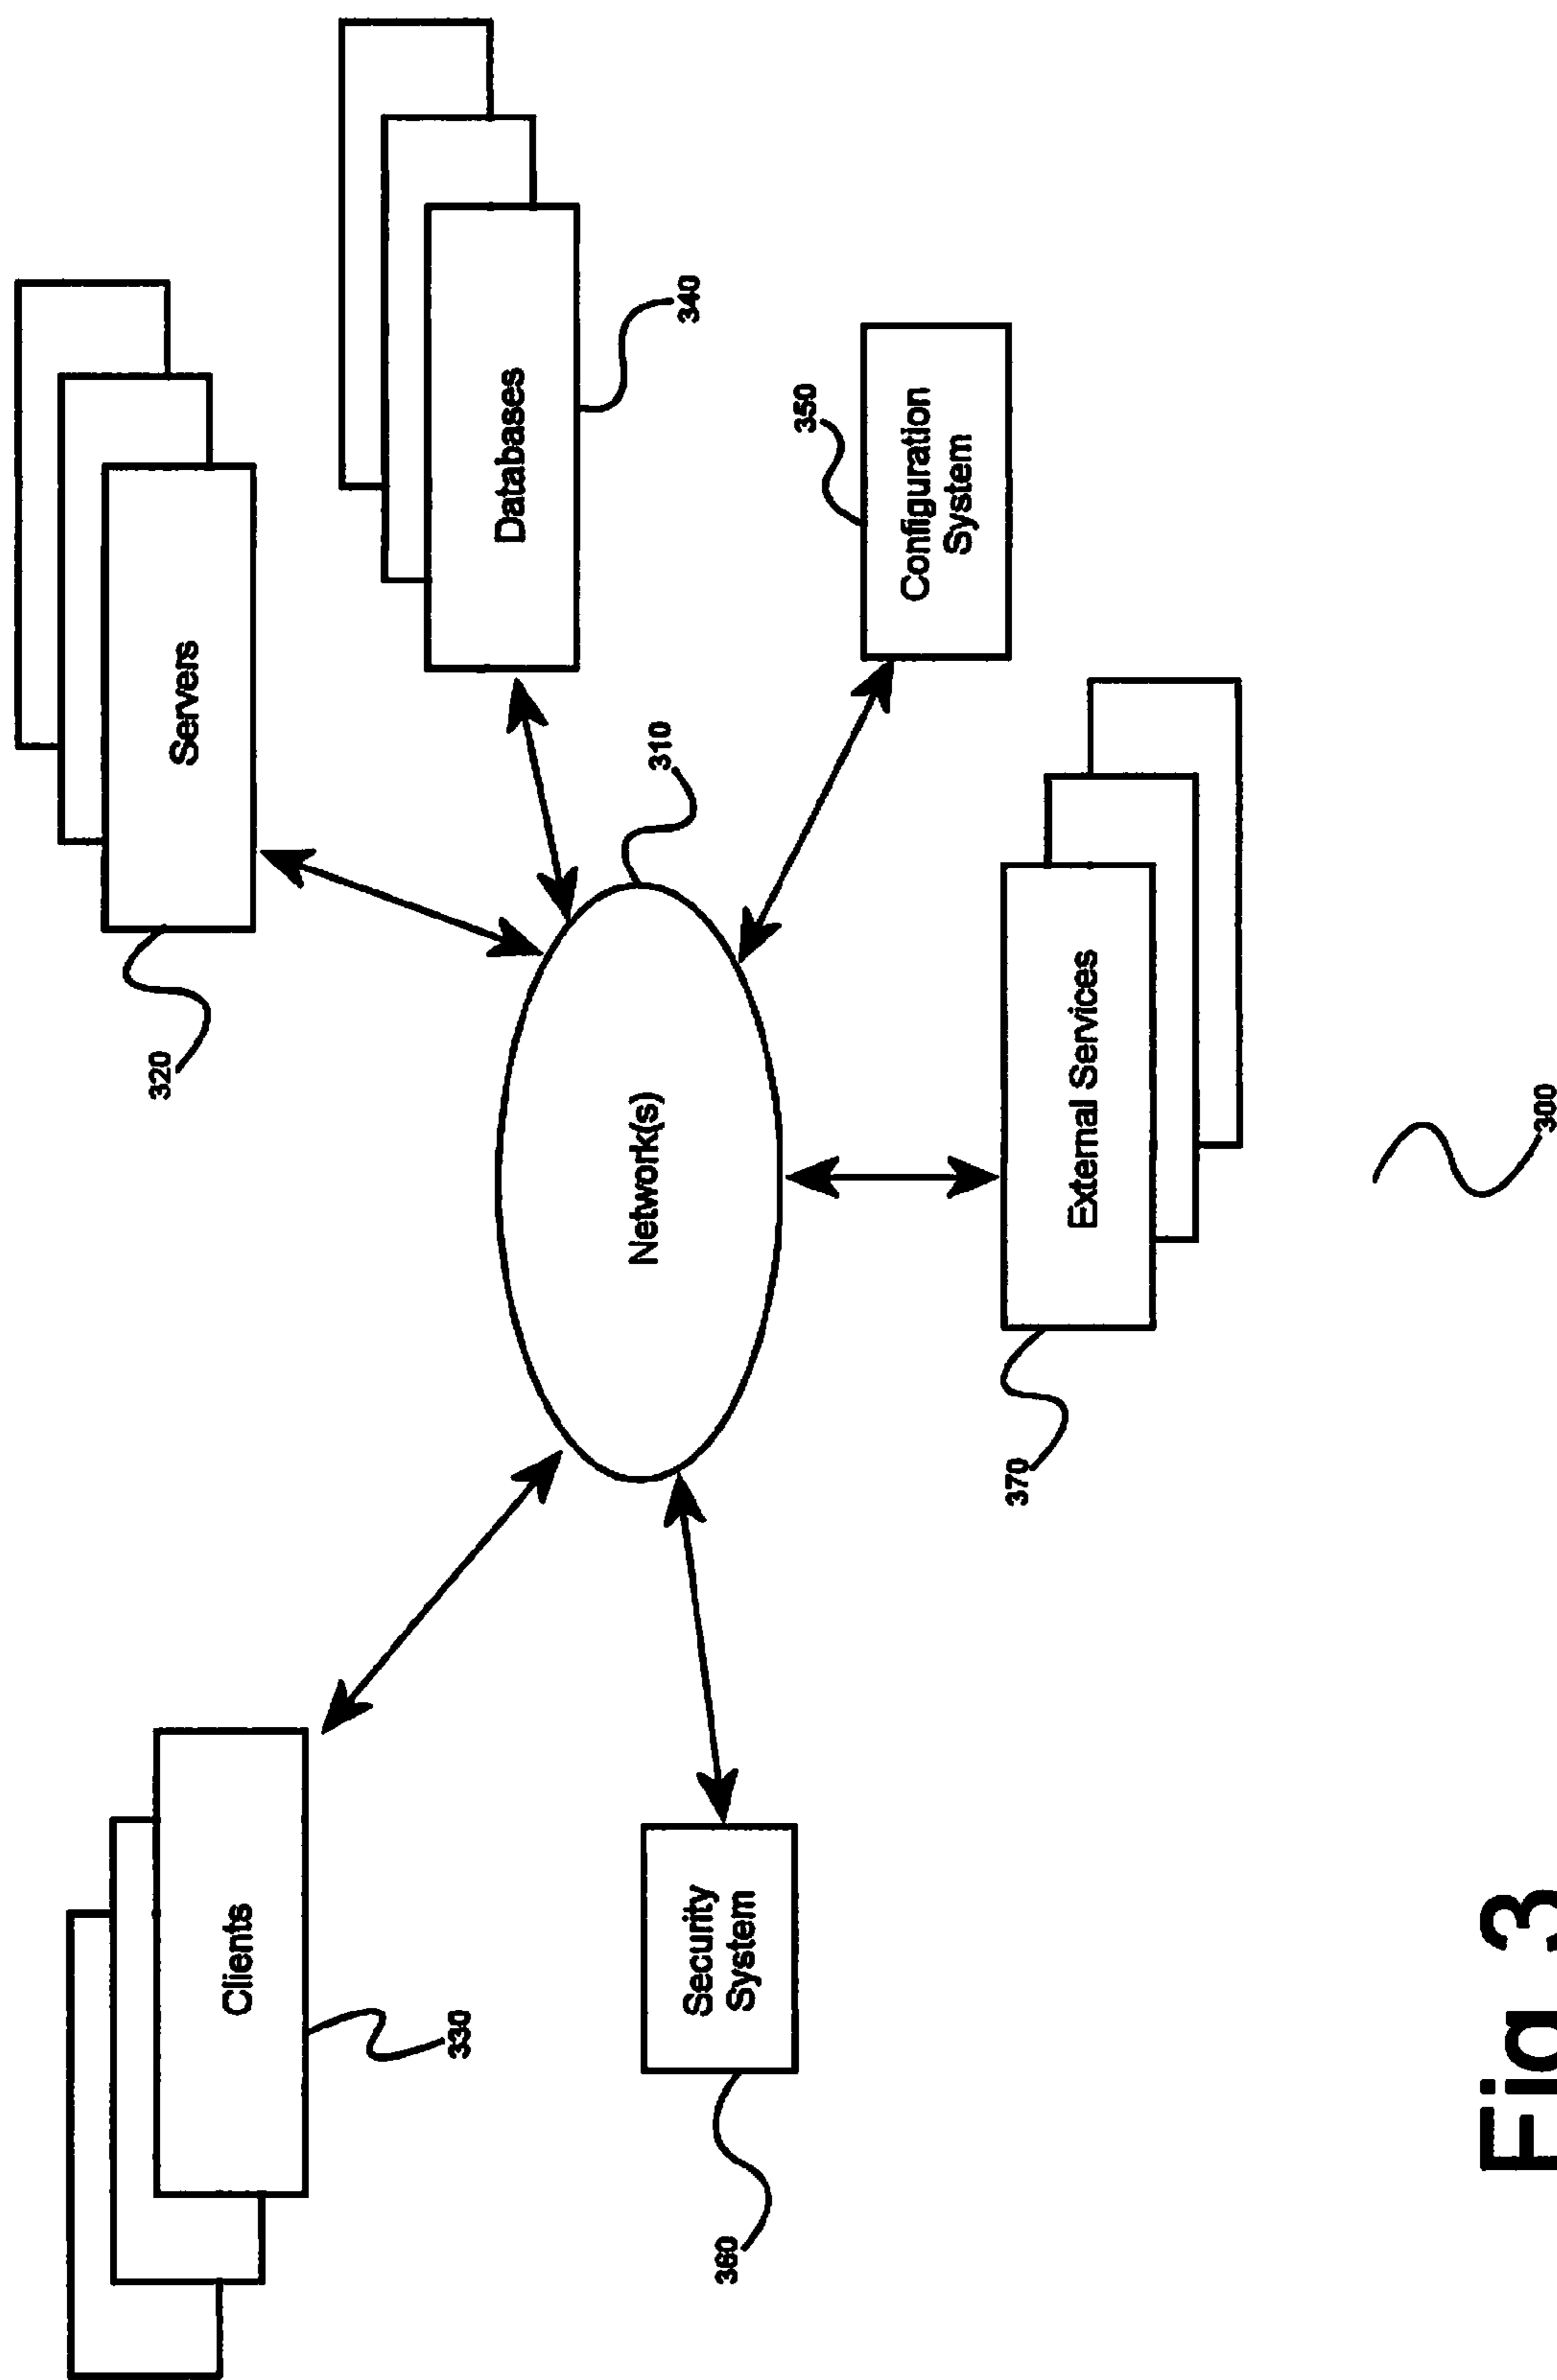 Servers
320
Clients
330
Databases
340
Network(s)
310
Security
System
360
350
Configuration
System
External Services
370
300
Fig. 3